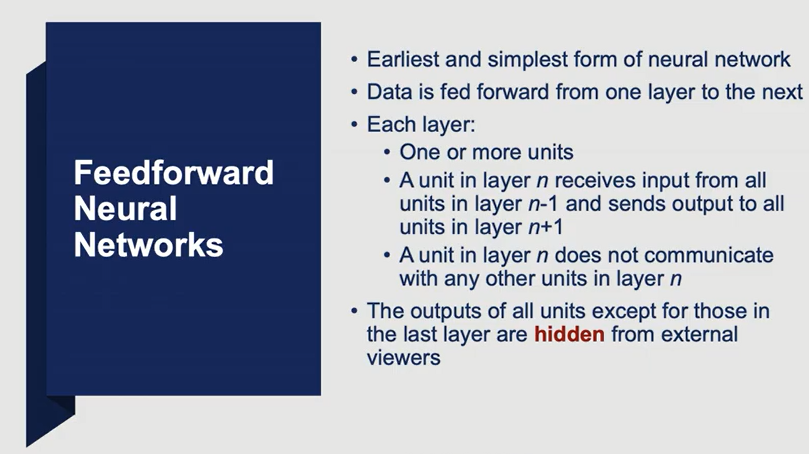 Feedforward
Neural
Networks
• Earliest and simplest form of neural network
• Data is fed forward from one layer to the next
• Each layer:
• One or more units
• A unit in layer n receives input from all
units in layer n-1 and sends output to all
units in layer n+1
• A unit in layer n does not communicate
with any other units in layer n
• The outputs of all units except for those in
the last layer are hidden from external
viewers